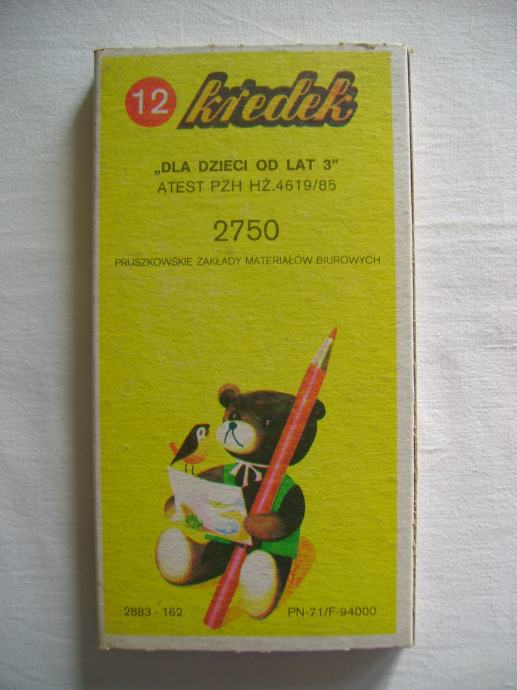 12 kredek
„DLA DZIECI OD LAT 3”
ATEST PZH HŻ.4619/85
2750
PRUSZKOWSKIE ZAKŁADY MATERIAŁÓW BIUROWYCH
2883 - 162 PN-71/F-94000